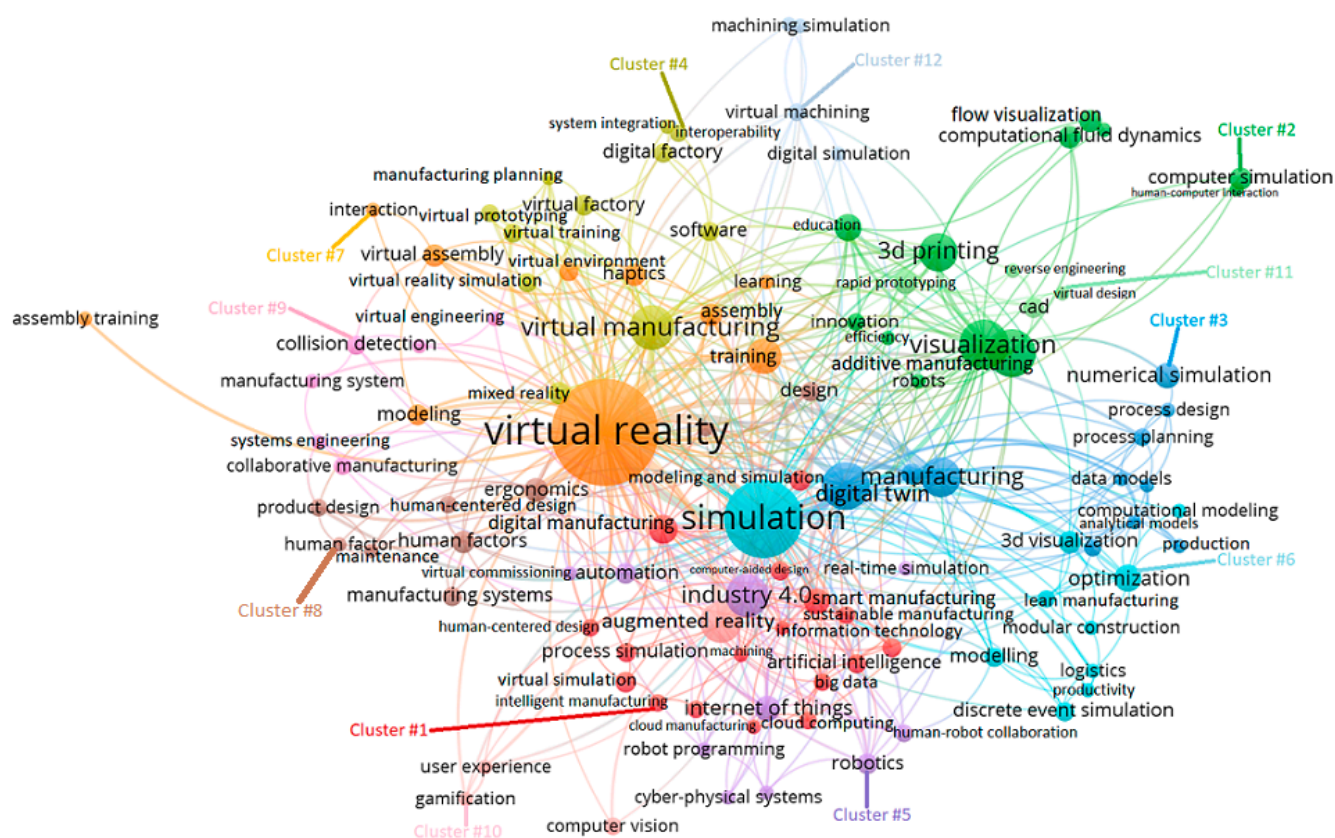 machining simulation
Cluster #4
Cluster #12
virtual machining
flow visualization
system integration
interoperability
computational fluid dynamics
Cluster #2
digital factory
digital simulation
manufacturing planning
computer simulation
human-computer interaction
interaction
virtual factory
virtual prototyping
virtual training
software
education
Cluster #7
virtual assembly
virtual environment
3d printing
haptics
virtual reality simulation
learning
rapid prototyping
reverse engineering
Cluster #11
virtual design
cad
Cluster #9
assembly training
virtual engineering
virtual manufacturing
assembly
innovation
efficiency
Cluster #3
collision detection
training
visualization
additive manufacturing
manufacturing system
robots
numerical simulation
mixed reality
design
modeling
process design
virtual reality
systems engineering
process planning
collaborative manufacturing
modeling and simulation
manufacturing
data models
ergonomics
digital twin
product design
human-centered design
computational modeling
digital manufacturing
simulation
analytical models
human factor
human factors
3d visualization
production
maintenance
virtual commissioning
automation
computer-aided design
real-time simulation
optimization
Cluster #6
manufacturing systems
industry 4.0
smart manufacturing
lean manufacturing
Cluster #8
sustainable manufacturing
human-centered design
augmented reality
information technology
modular construction
process simulation
machining
artificial intelligence
modelling
logistics
virtual simulation
big data
productivity
intelligent manufacturing
internet of things
discrete event simulation
Cluster #1
cloud manufacturing
cloud computing
human-robot collaboration
robot programming
user experience
robotics
gamification
cyber-physical systems
Cluster #5
Cluster #10
computer vision